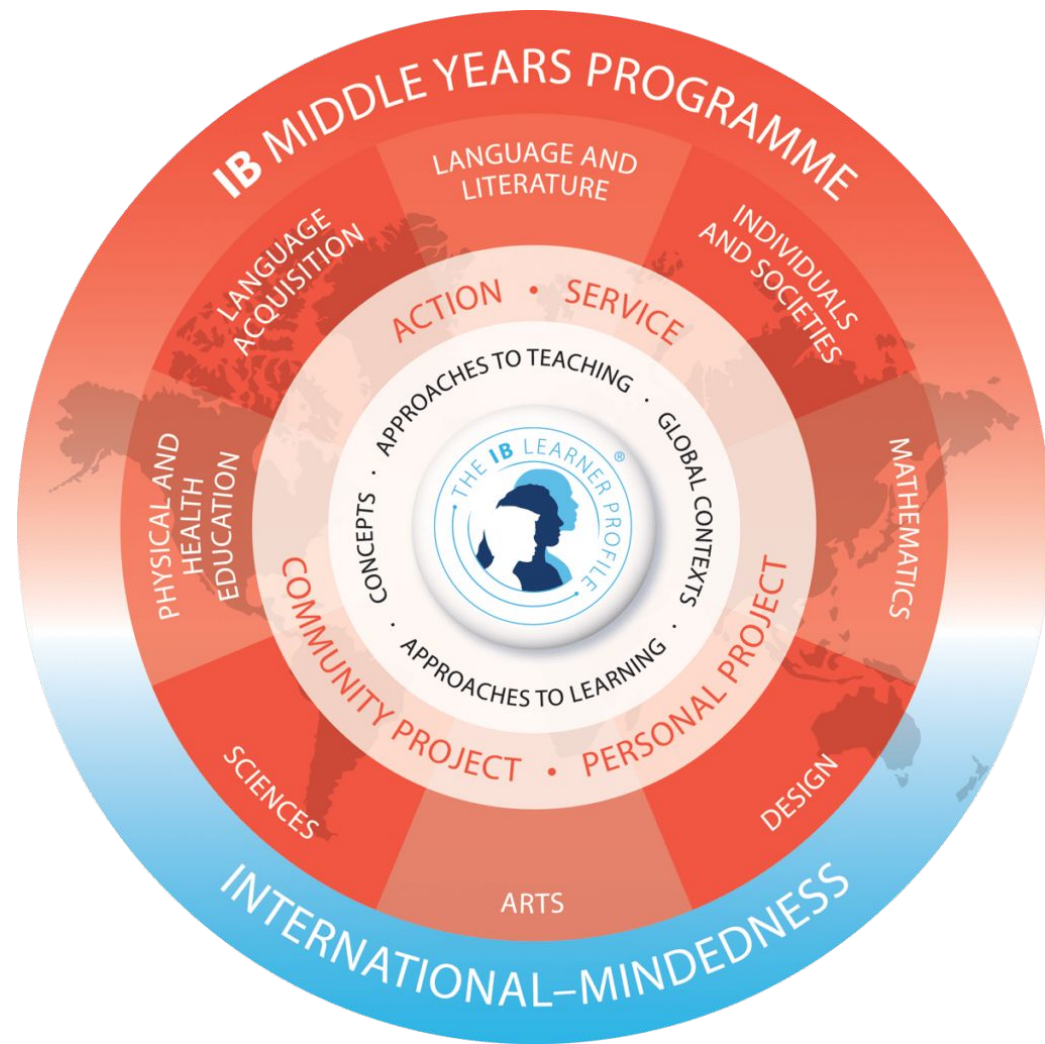 IB MIDDLE YEARS PROGRAMME
LANGUAGE AND
LITERATURE
INDIVIDUALS
AND SOCIETIES
MATHEMATICS
DESIGN
ARTS
SCIENCES
PHYSICAL AND
HEALTH
EDUCATION
LANGUAGE
ACQUISITION
ACTION • SERVICE
PERSONAL PROJECT • COMMUNITY PROJECT
APPROACHES TO TEACHING · GLOBAL CONTEXTS · APPROACHES TO LEARNING · CONCEPTS ·
THE IB LEARNER PROFILE ®
INTERNATIONAL–MINDEDNESS